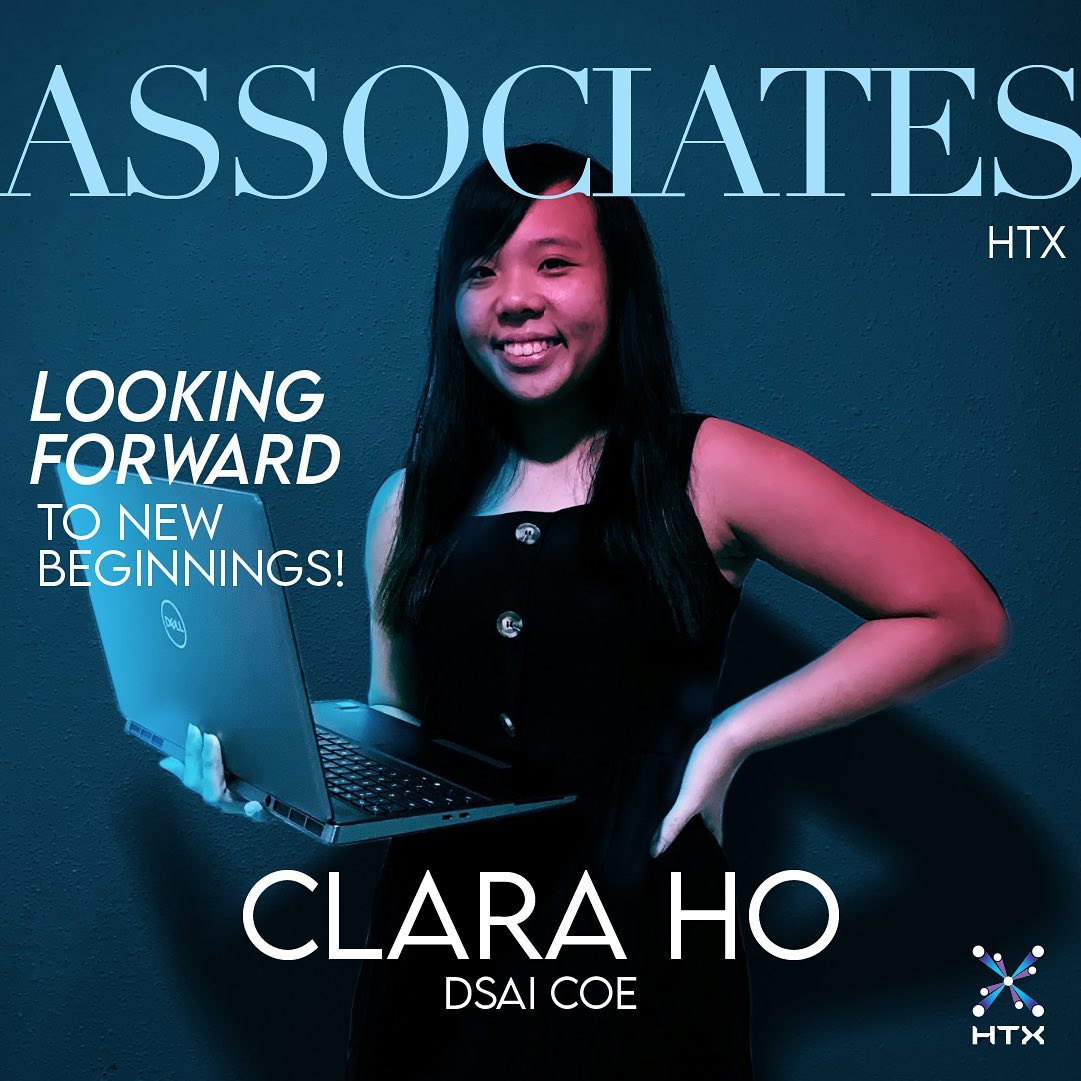 ASSOCIATES
HTX
LOOKING
FORWARD
TO NEW
BEGINNINGS!
DELL
CLARA HO
DSAI COE
HTX